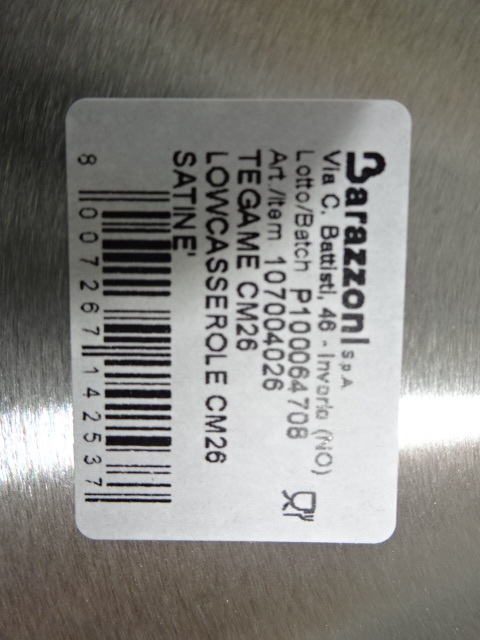 Barazzoni S.p.A.
Via C. Battisti, 46 - Invorio (NO)
Lotto/Batch P100064708
Art./Item 107004026
TEGAME CM26
LOWCASSEROLE CM26
SATINE'
8 007267 142537